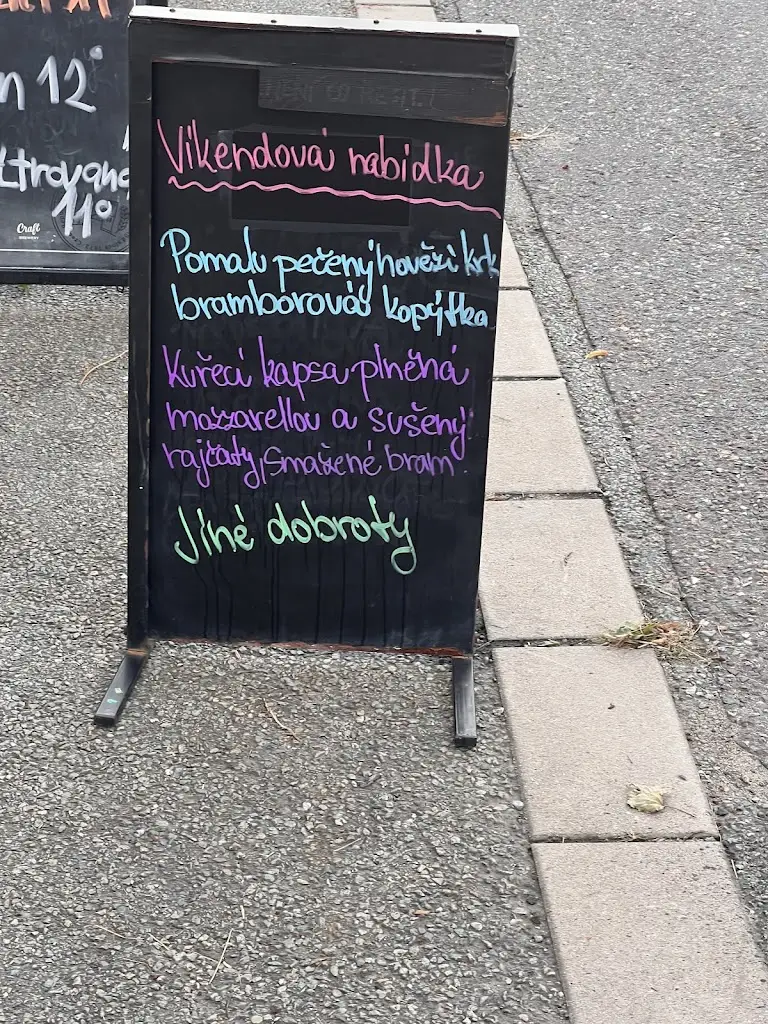 n 12°
11°
Craft
Víkendová nabídka
Pomalu pečený hovězí krk
bramborová kopýtka
Kuřecí kapsa plněná
mozzarellou a sušený
rajčaty, Smažené bram
Jiné dobroty